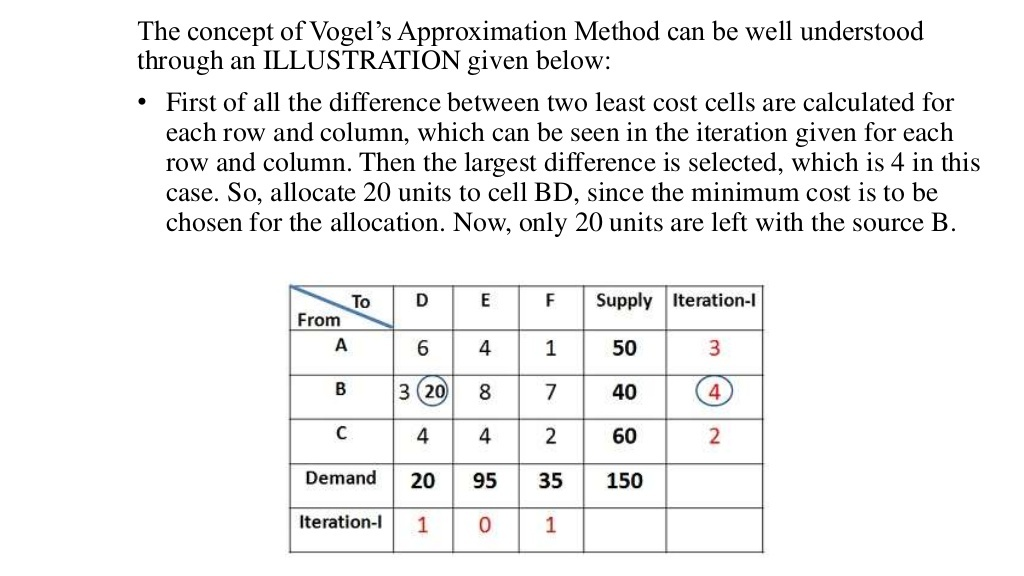 The concept of Vogel’s Approximation Method can be well understood
through an ILLUSTRATION given below:
• First of all the difference between two least cost cells are calculated for
each row and column, which can be seen in the iteration given for each
row and column. Then the largest difference is selected, which is 4 in this
case. So, allocate 20 units to cell BD, since the minimum cost is to be
chosen for the allocation. Now, only 20 units are left with the source B.
To From D E F Supply Iteration-I
A 6 4 1 50 3
B 3 20 8 7 40 4
C 4 4 2 60 2
Demand 20 95 35 150
Iteration-I 1 0 1